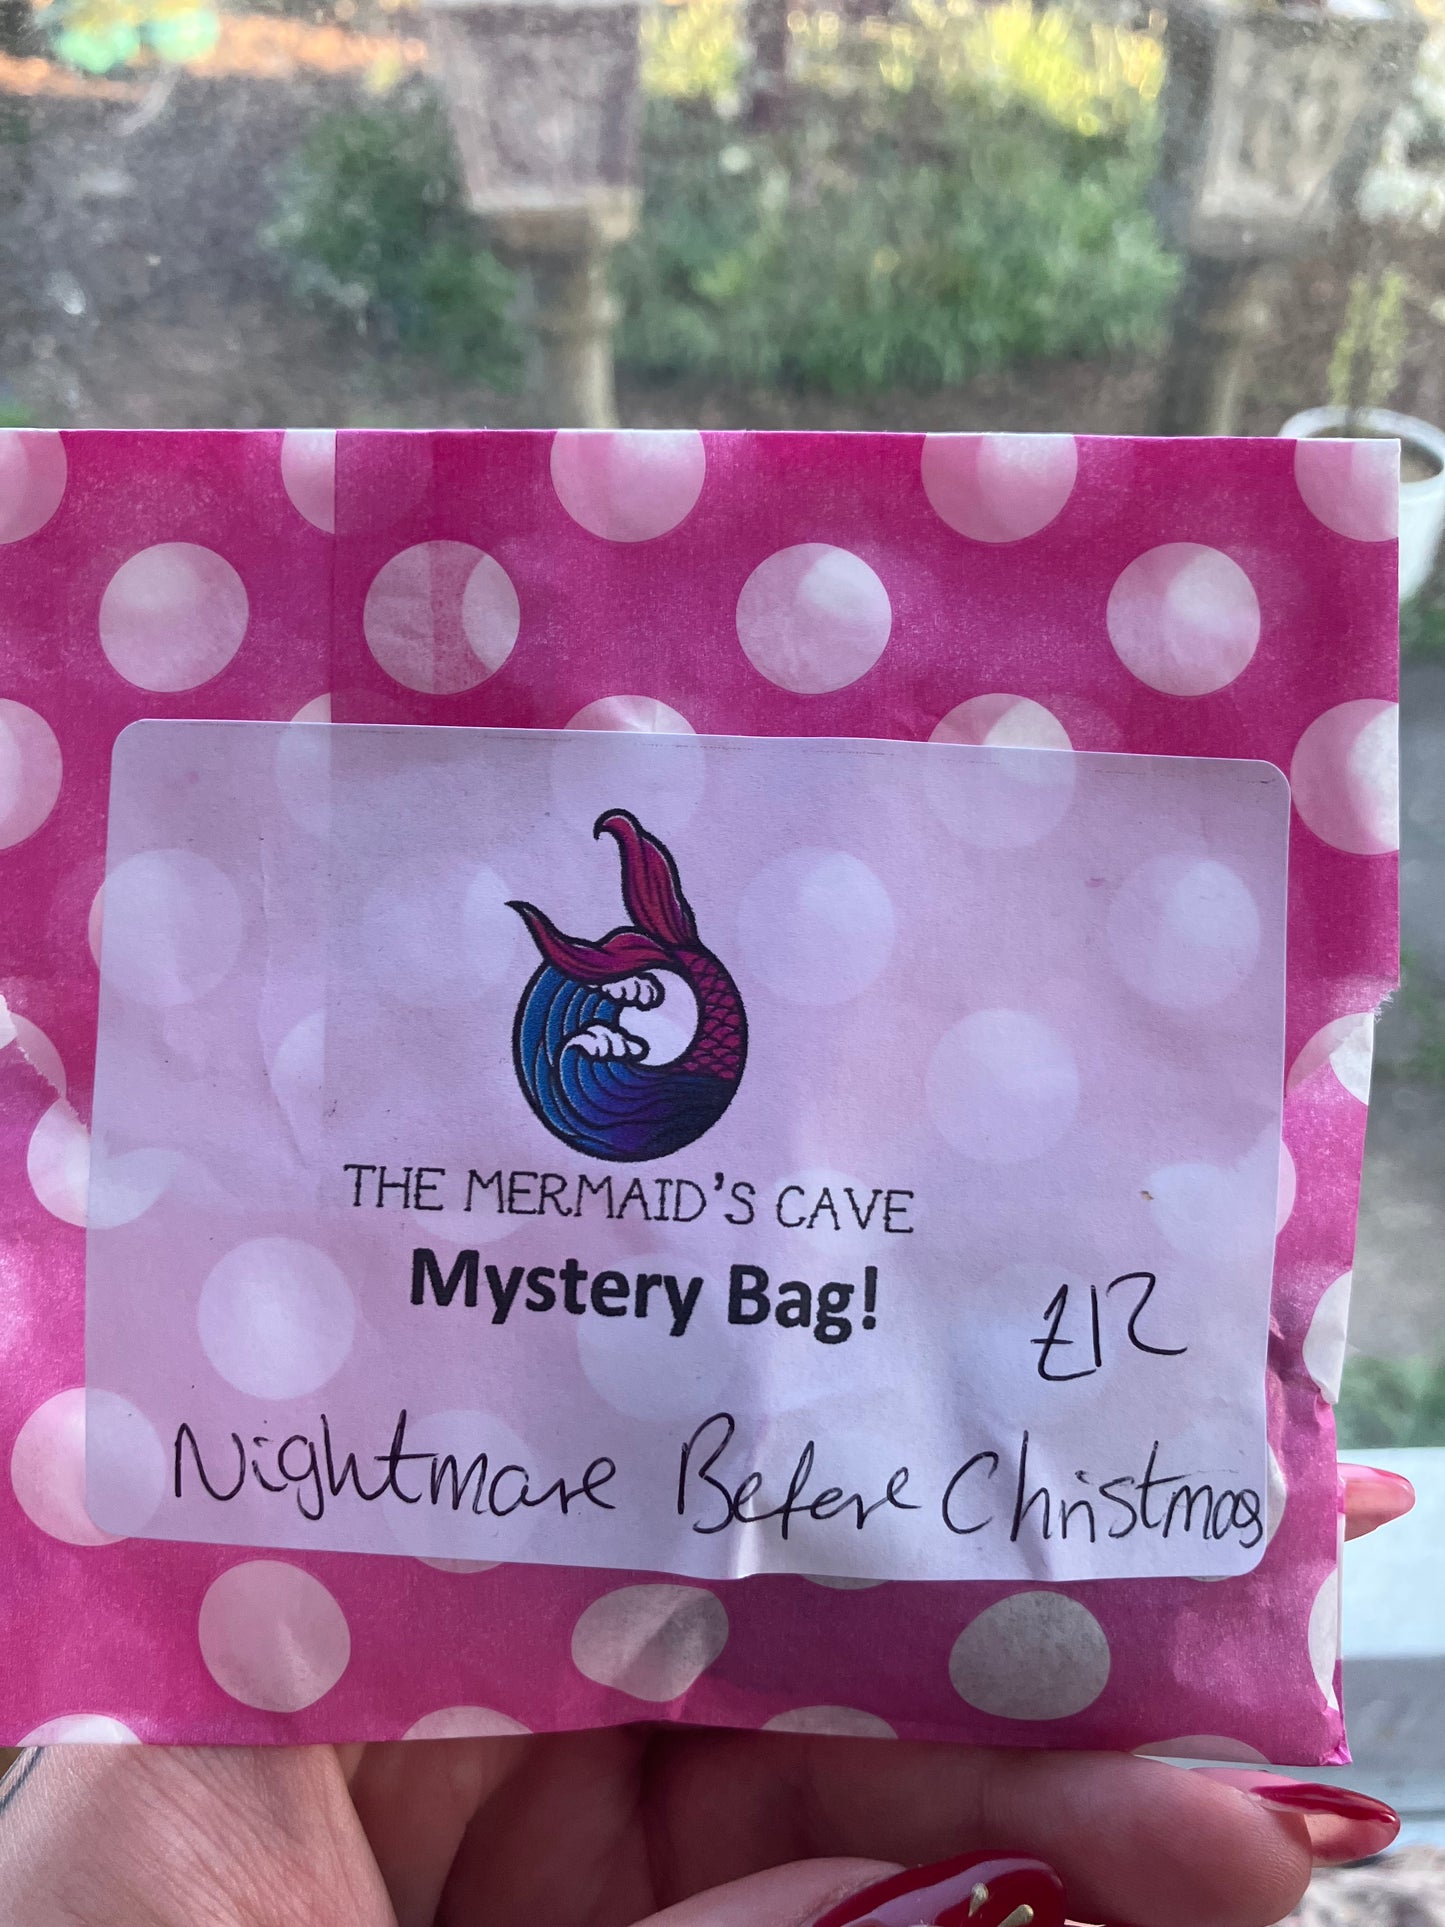 THE MERMAID'S CAVE
Mystery Bag!
£12
Nightmare Before Christmas